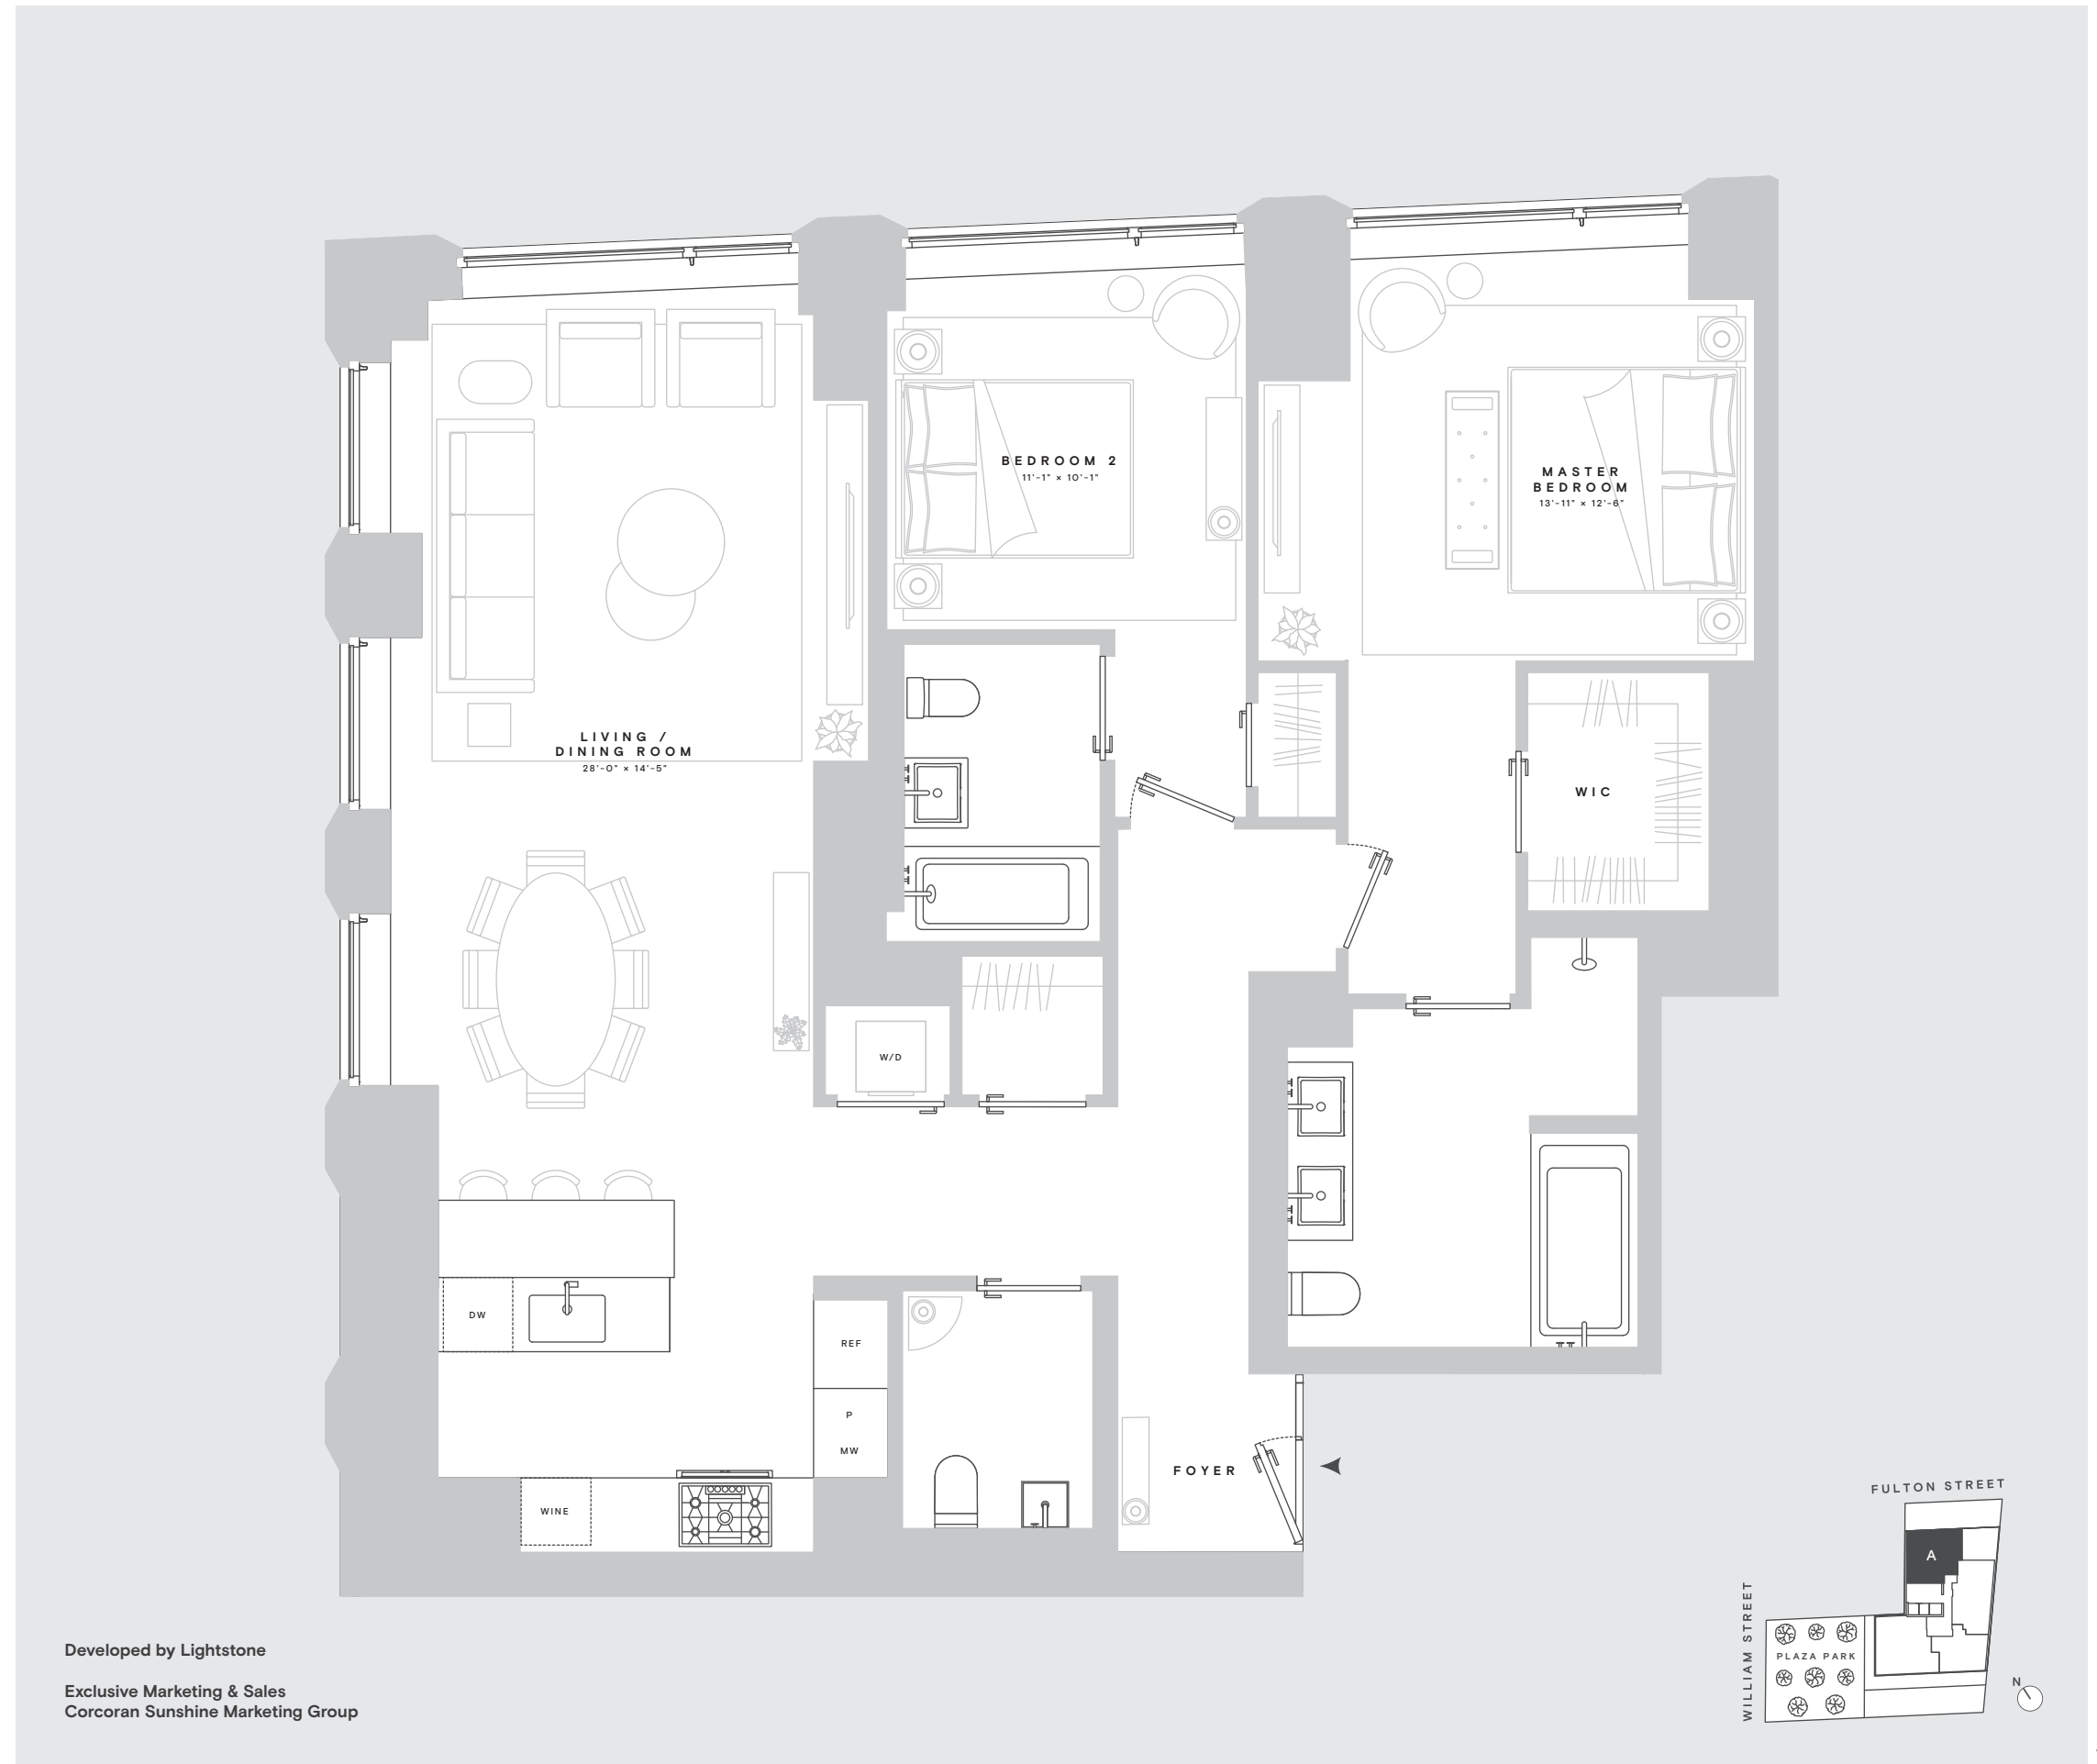 BEDROOM 2
11'-1" × 10'-1"
MASTER
BEDROOM
13'-11" × 12'-6"
LIVING /
DINING ROOM
28'-0" × 14'-5"
WIC
W/D
DW
REF
P
MW
WINE
FOYER
FULTON STREET
A
WILLIAM STREET
PLAZA PARK
N
Developed by Lightstone
Exclusive Marketing & Sales
Corcoran Sunshine Marketing Group